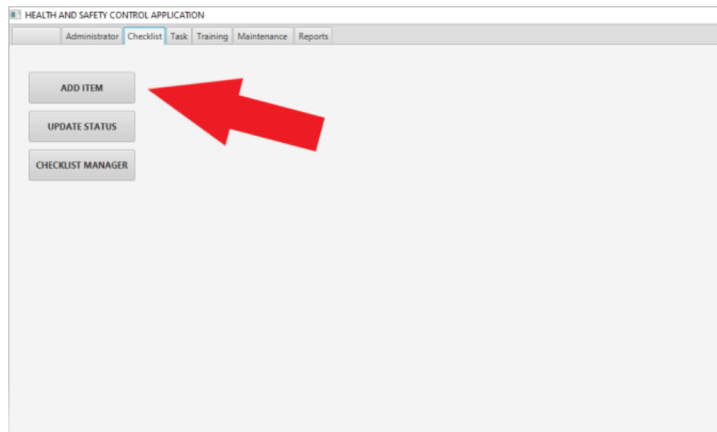 HEALTH AND SAFETY CONTROL APPLICATION
Administrator Checklist Task Training Maintenance Reports
ADD ITEM
UPDATE STATUS
CHECKLIST MANAGER